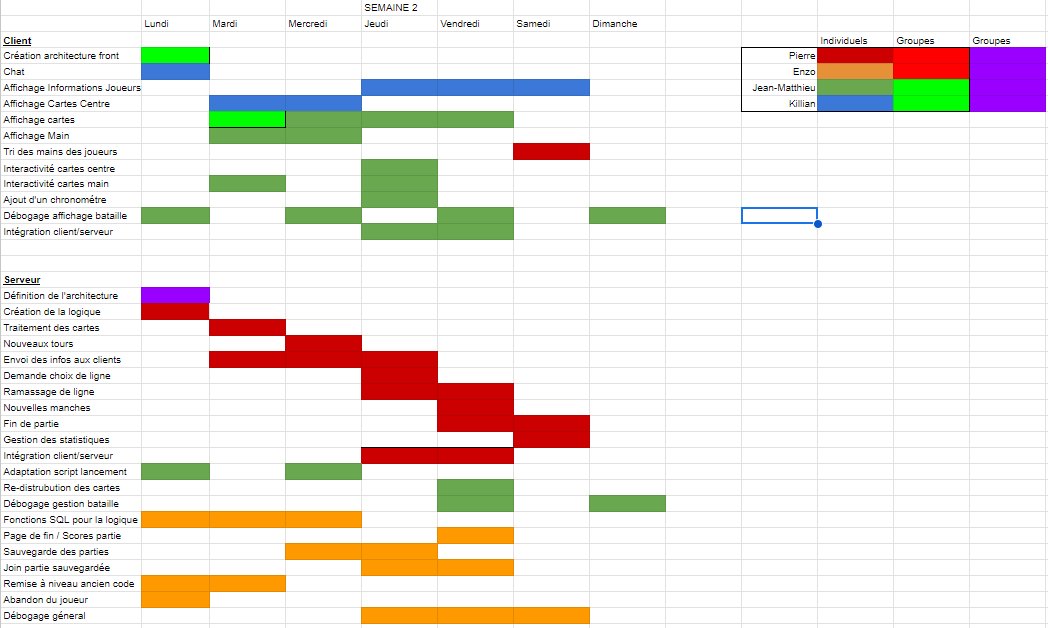 SEMAINE 2
Lundi Mardi Mercredi Jeudi Vendredi Samedi Dimanche
Client Individuels Groupes Groupes
Création architecture front Pierre
Chat Enzo
Affichage Informations Joueurs Jean-Matthieu
Affichage Cartes Centre Killian
Affichage cartes
Affichage Main
Tri des mains des joueurs
Interactivité cartes centre
Interactivité cartes main
Ajout d'un chronométre
Débogage affichage bataille
Intégration client/serveur
Serveur
Définition de l'architecture
Création de la logique
Traitement des cartes
Nouveaux tours
Envoi des infos aux clients
Demande choix de ligne
Ramassage de ligne
Nouvelles manches
Fin de partie
Gestion des statistiques
Intégration client/serveur
Adaptation script lancement
Re-distrubution des cartes
Débogage gestion bataille
Fonctions SQL pour la logique
Page de fin / Scores partie
Sauvegarde des parties
Join partie sauvegardée
Remise à niveau ancien code
Abandon du joueur
Débogage géneral